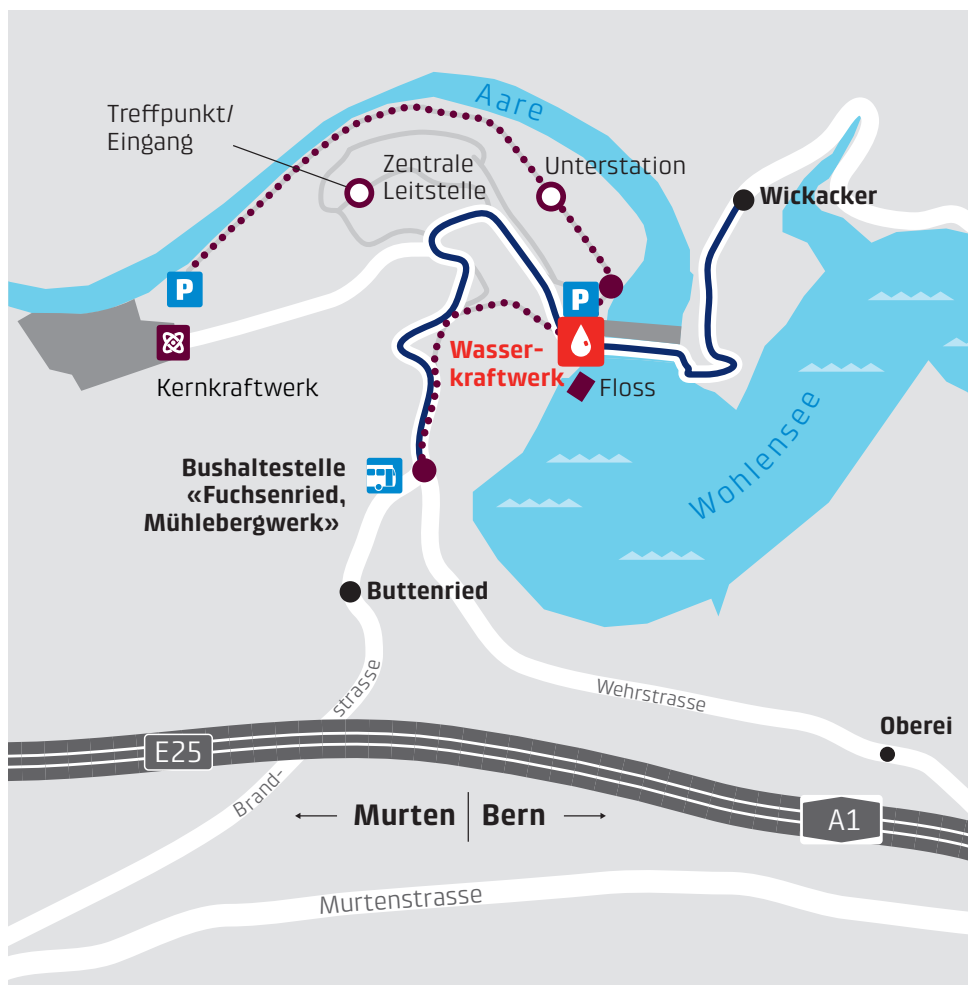 Aare
Treffpunkt/
Eingang
Zentrale
Leitstelle
Unterstation
Wickacker
P
P
Wasser-
kraftwerk
Kernkraftwerk
Floss
Wohlensee
Bushaltestelle
«Fuchsenried,
Mühlebergwerk»
Buttenried
strasse
Wehrstrasse
Oberei
E25
Brand-
Murten | Bern
A1
Murtenstrasse